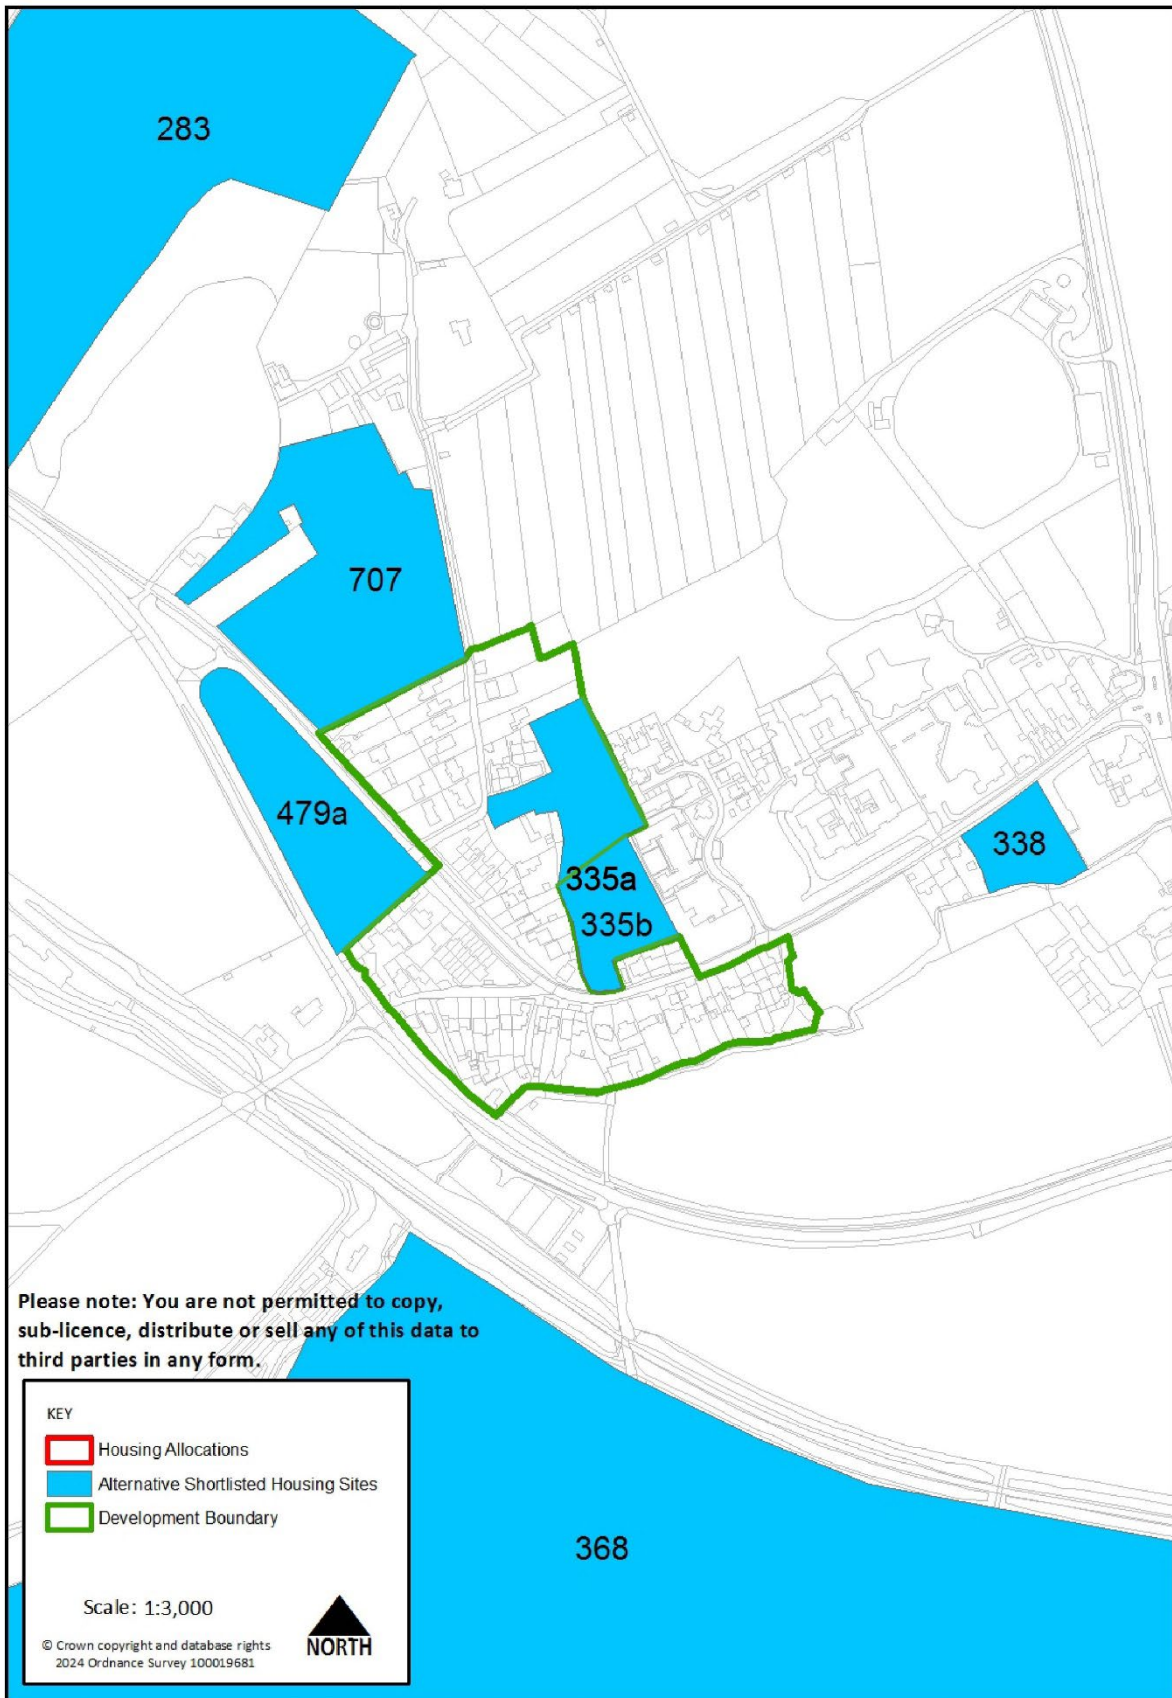 283
707
479a
338
335a
335b
Please note: You are not permitted to copy,
sub-licence, distribute or sell any of this data to
third parties in any form.
KEY
Housing Allocations
Alternative Shortlisted Housing Sites
Development Boundary
368
Scale: 1:3,000
© Crown copyright and database rights
2024 Ordnance Survey 100019681
NORTH